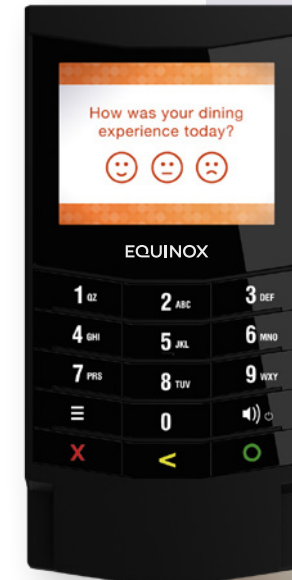 How was your dining
experience today?
EQUINOX
1 QZ 2 ABC 3 DEF
4 GHI 5 JKL 6 MNO
7 PRS 8 TUV 9 WXY
0
X < O